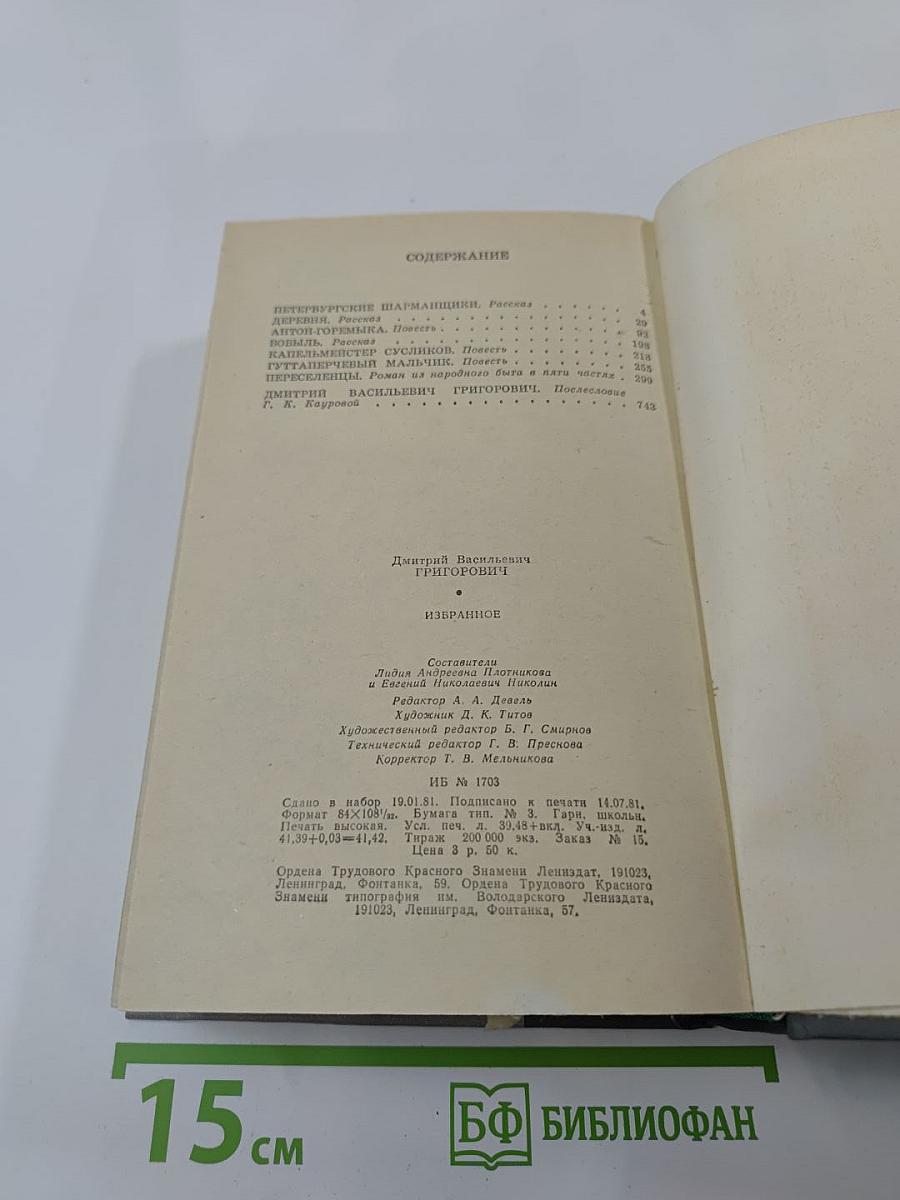 СОДЕРЖАНИЕ
ПЕТЕРБУРГСКИЕ ШАРМАНЩИКИ. Рассказ . . . . . . 4
ДЕРЕВНЯ. Рассказ . . . . . . . . . . . . . . . 29
АНТОН-ГОРЕМЫКА. Повесть . . . . . . . . . . . . 92
БОБЫЛЬ. Рассказ . . . . . . . . . . . . . . . 198
КАПЕЛЬМЕЙСТЕР СУСЛИКОВ. Повесть . . . . . . . . 218
ГУТТАПЕРЧЕВЫЙ МАЛЬЧИК. Повесть . . . . . . . . 255
ПЕРЕСЕЛЕНЦЫ. Роман из народного быта в пяти частях . 299
ДМИТРИЙ ВАСИЛЬЕВИЧ ГРИГОРОВИЧ. Послесловие
Г. К. Кауровой . . . . . . . . . . . . . . . . 743
Дмитрий Васильевич
ГРИГОРОВИЧ
•
ИЗБРАННОЕ
Составители
Лидия Андреевна Плотникова
и Евгений Николаевич Николин
Редактор А. А. Девель
Художник Д. К. Титов
Художественный редактор Б. Г. Смирнов
Технический редактор Г. В. Преснова
Корректор Т. В. Мельникова
ИБ № 1703
Сдано в набор 19.01.81. Подписано к печати 14.07.81.
Формат 84×108¹/₃₂. Бумага тип. № 3. Гарн. школьн.
Печать высокая. Усл. печ. л. 39,48+вкл. Уч.-изд. л.
41,39+0,03=41,42. Тираж 200 000 экз. Заказ № 15.
Цена 3 р. 50 к.
Ордена Трудового Красного Знамени Лениздат, 191023,
Ленинград, Фонтанка, 59. Ордена Трудового Красного
Знамени типография им. Володарского Лениздата,
191023, Ленинград, Фонтанка, 57.
15 см
БФ БИБЛИОФАН